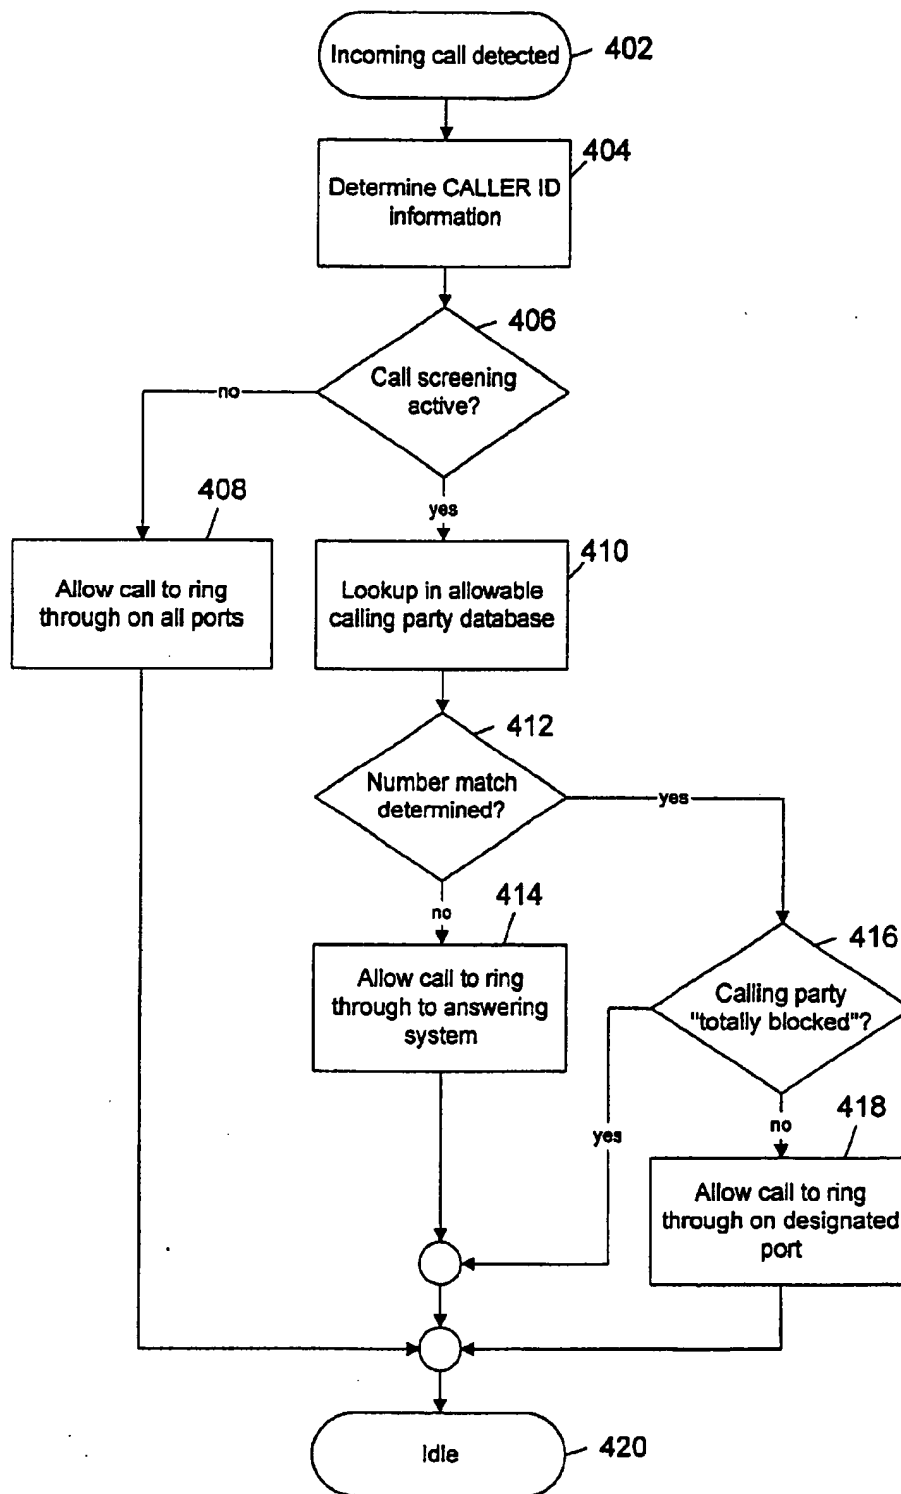 Incoming call detected
402
404
Determine CALLER ID
information
406
Call screening
active?
no
yes
408
Allow call to ring
through on all ports
410
Lookup in allowable
calling party database
412
Number match
determined?
yes
no
414
Allow call to ring
through to answering
system
416
Calling party
"totally blocked"?
yes
no
418
Allow call to ring
through on designated
port
Idle
420